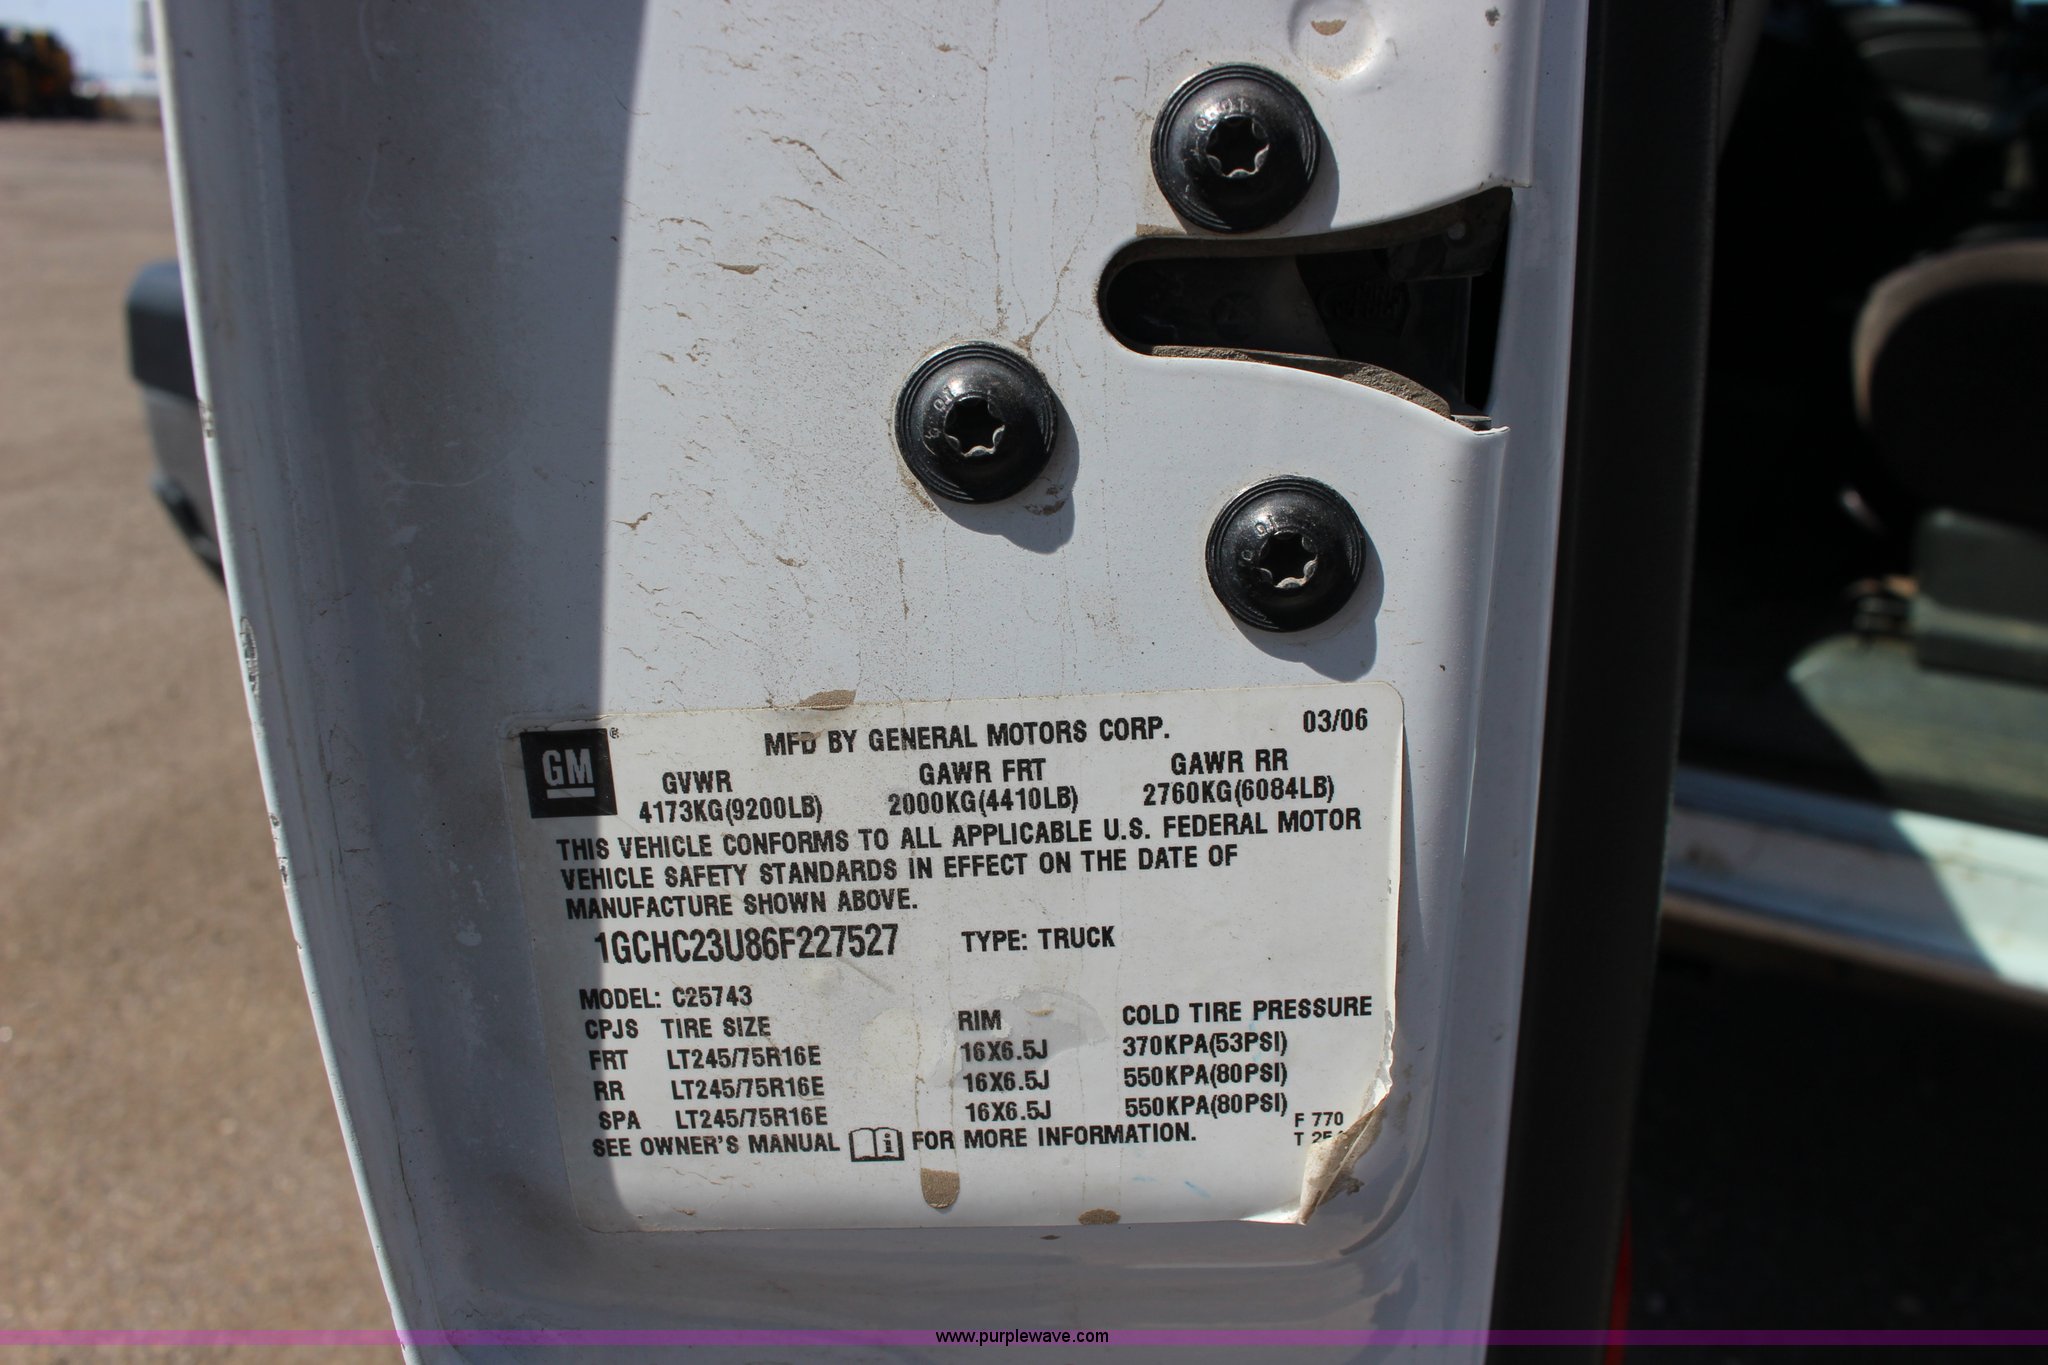 GM® MFD BY GENERAL MOTORS CORP. 03/06
GVWR GAWR FRT GAWR RR
4173KG(9200LB) 2000KG(4410LB) 2760KG(6084LB)
THIS VEHICLE CONFORMS TO ALL APPLICABLE U.S. FEDERAL MOTOR
VEHICLE SAFETY STANDARDS IN EFFECT ON THE DATE OF
MANUFACTURE SHOWN ABOVE.
1GCHC23U86F227527 TYPE: TRUCK
MODEL: C25743
CPJS TIRE SIZE RIM COLD TIRE PRESSURE
FRT LT245/75R16E 16X6.5J 370KPA(53PSI)
RR LT245/75R16E 16X6.5J 550KPA(80PSI)
SPA LT245/75R16E 16X6.5J 550KPA(80PSI)
F 770
T
SEE OWNER'S MANUAL i FOR MORE INFORMATION.
www.purplewave.com